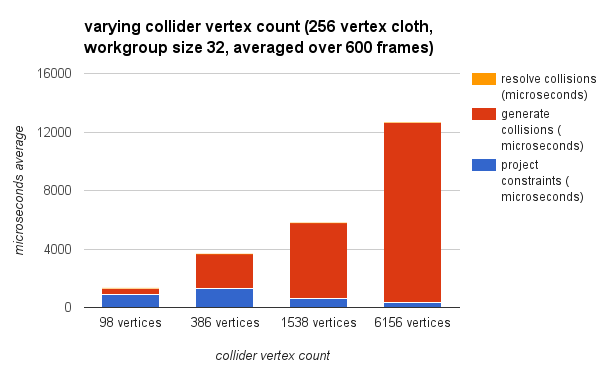 varying collider vertex count (256 vertex cloth,
workgroup size 32, averaged over 600 frames)
16000
12000
8000
4000
0
microseconds average
98 vertices
386 vertices
1538 vertices
6156 vertices
collider vertex count
resolve collisions
(microseconds)
generate
collisions (
microseconds)
project
constraints (
microseconds)